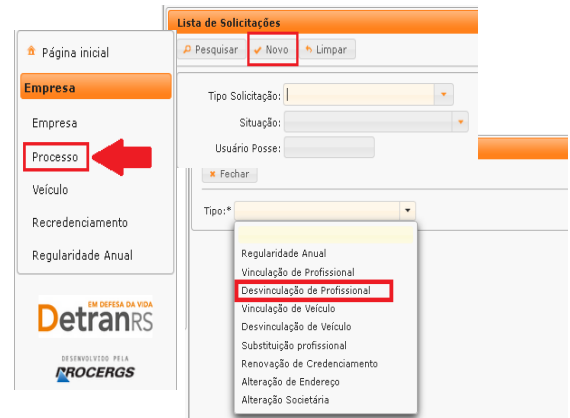 Lista de Solicitações
Pesquisar Novo Limpar
Tipo Solicitação:
Situação:
Usuário Posse:
Página inicial
Empresa
Empresa
Processo
Veículo
Recredenciamento
Regularidade Anual
EM DEFESA DA VIDA
DetranRS
DESENVOLVIDO PELA
PROCERGS
Fechar
Tipo:*
Regularidade Anual
Vinculação de Profissional
Desvinculação de Profissional
Vinculação de Veículo
Desvinculação de Veículo
Substituição profissional
Renovação de Credenciamento
Alteração de Endereço
Alteração Societária